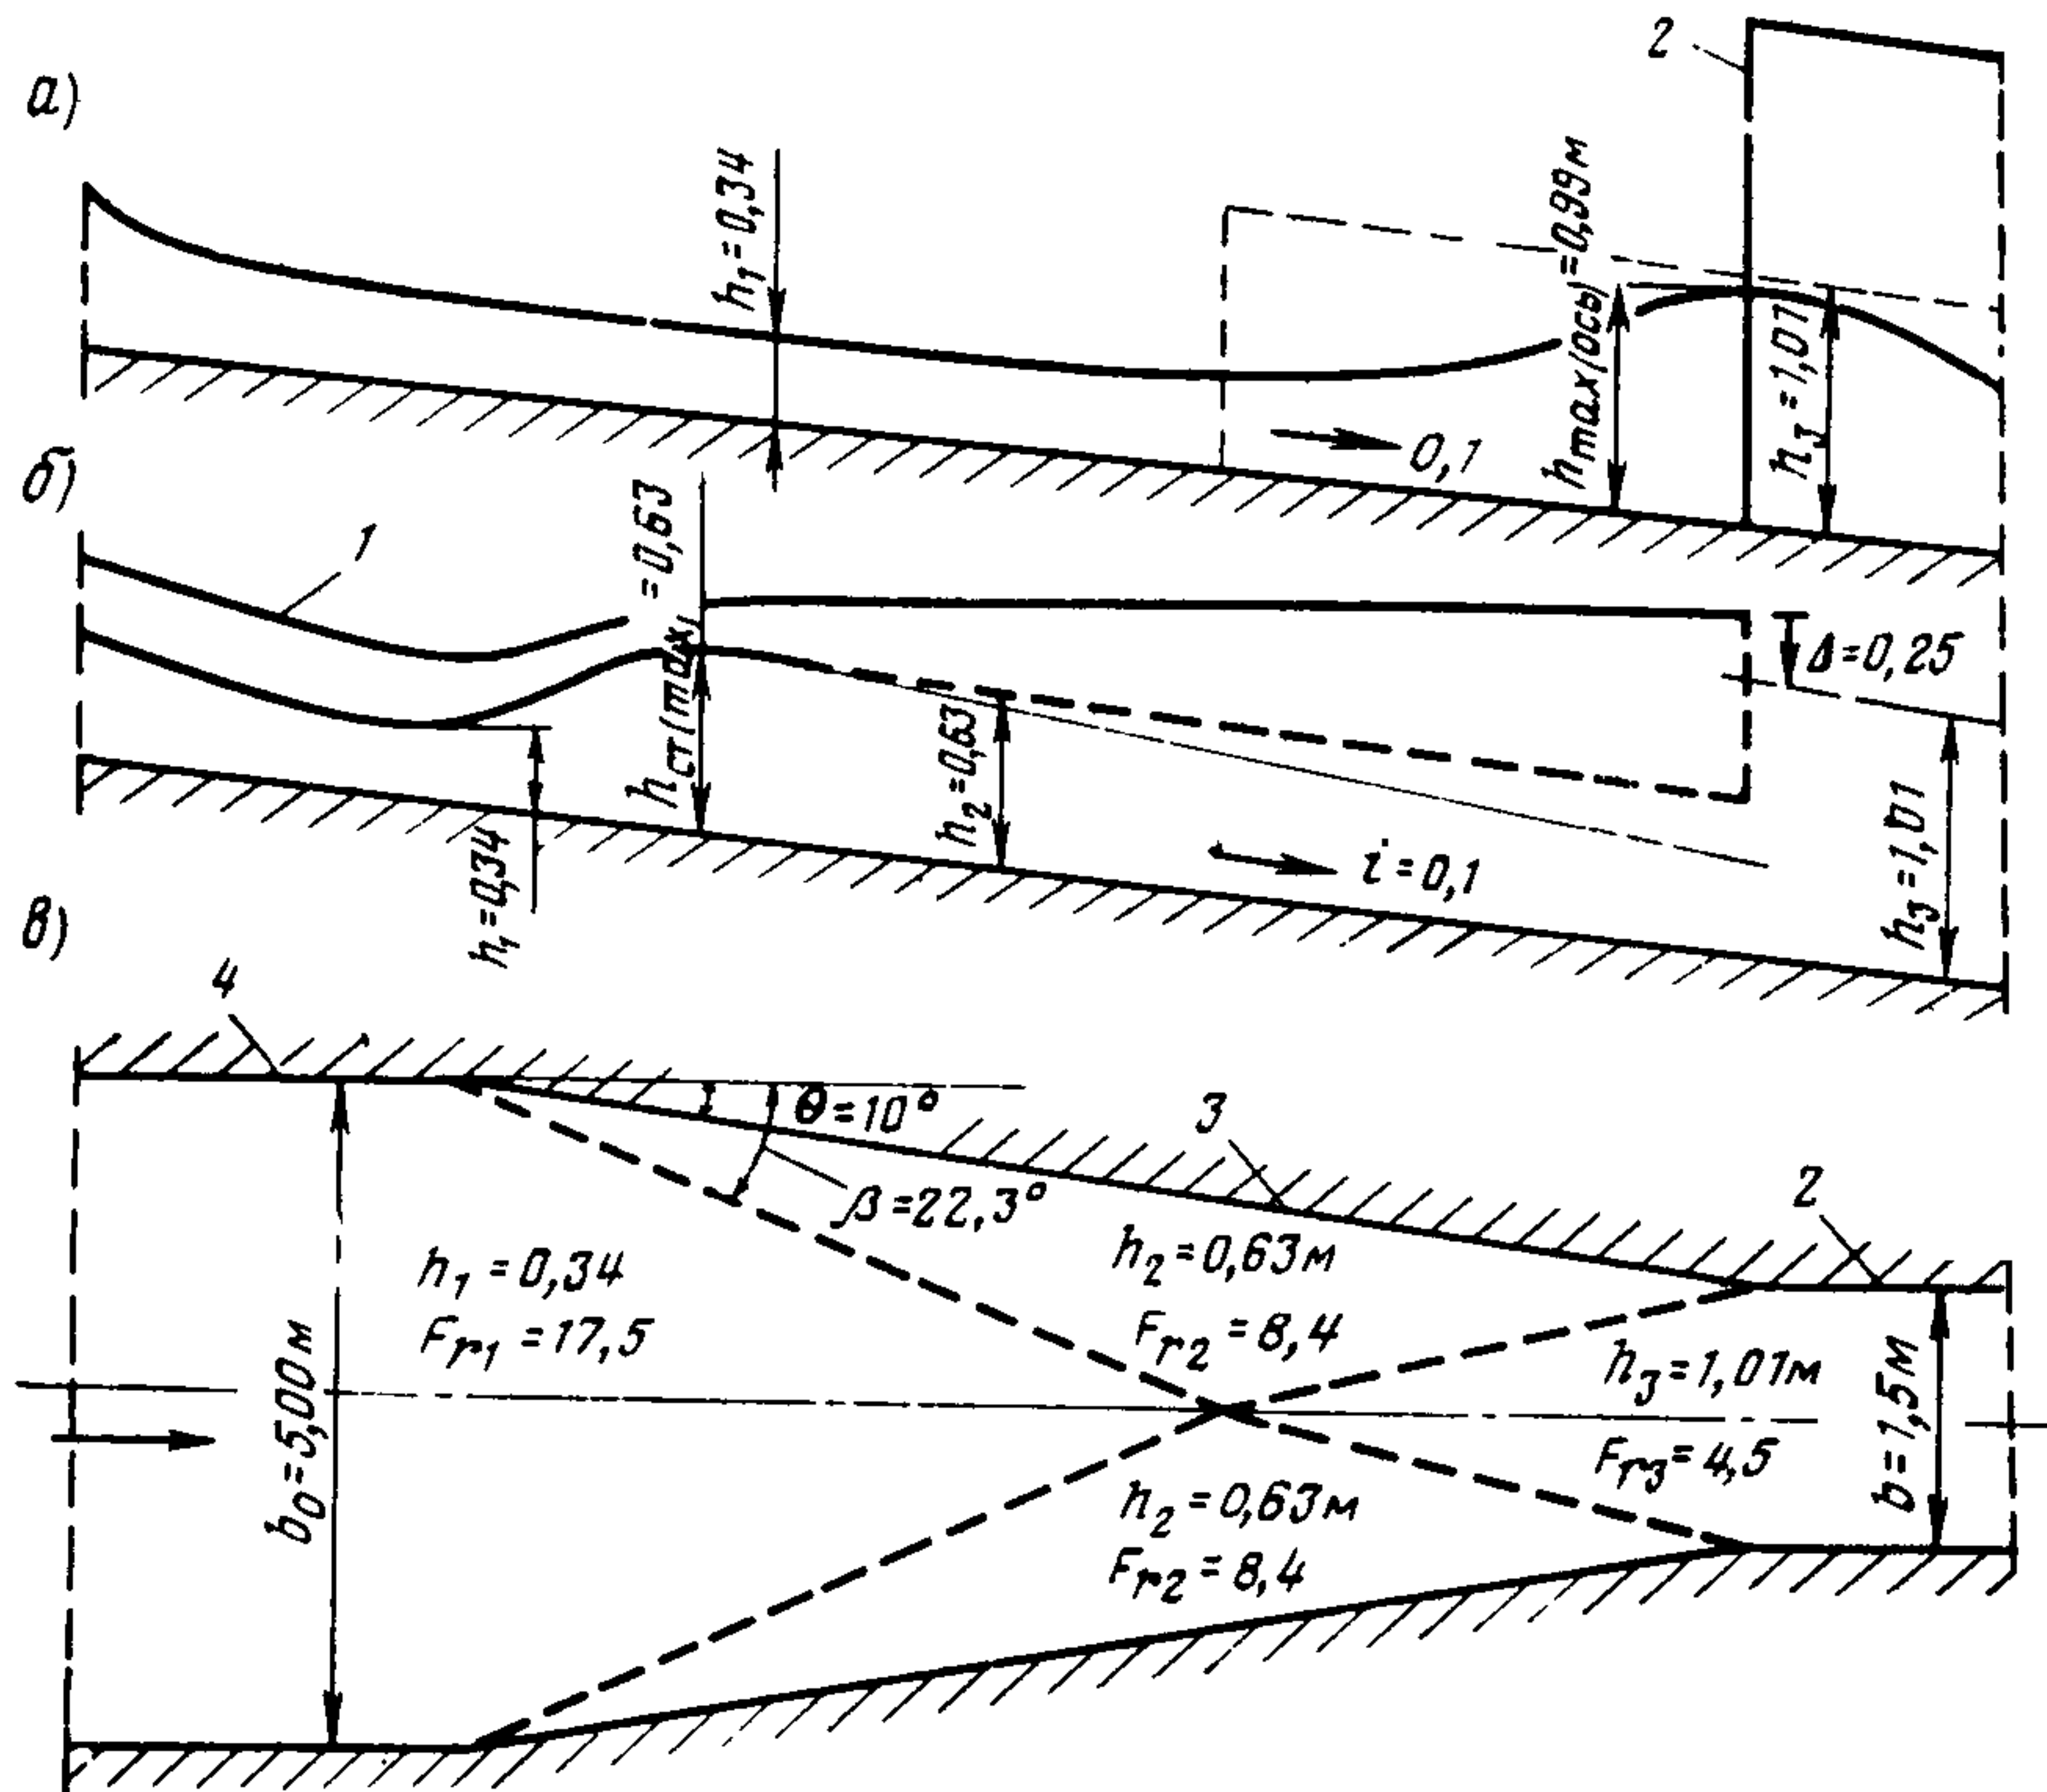 а)
2
h₁=0,34
hmax(ось)=0,99м
h₃=1,01
0,1
б)
1
hст(max)=0,63
Δ=0,25
h₂=0,63
h₁=0,34
i=0,1
h₃=1,01
в)
4
θ=10°
3
β=22,3°
2
h₁=0,34
Fr₁=17,5
h₂=0,63м
Fr₂=8,4
h₃=1,01м
b₀=5,00м
Fr₃=4,5
b=1,5м
h₂=0,63м
Fr₂=8,4